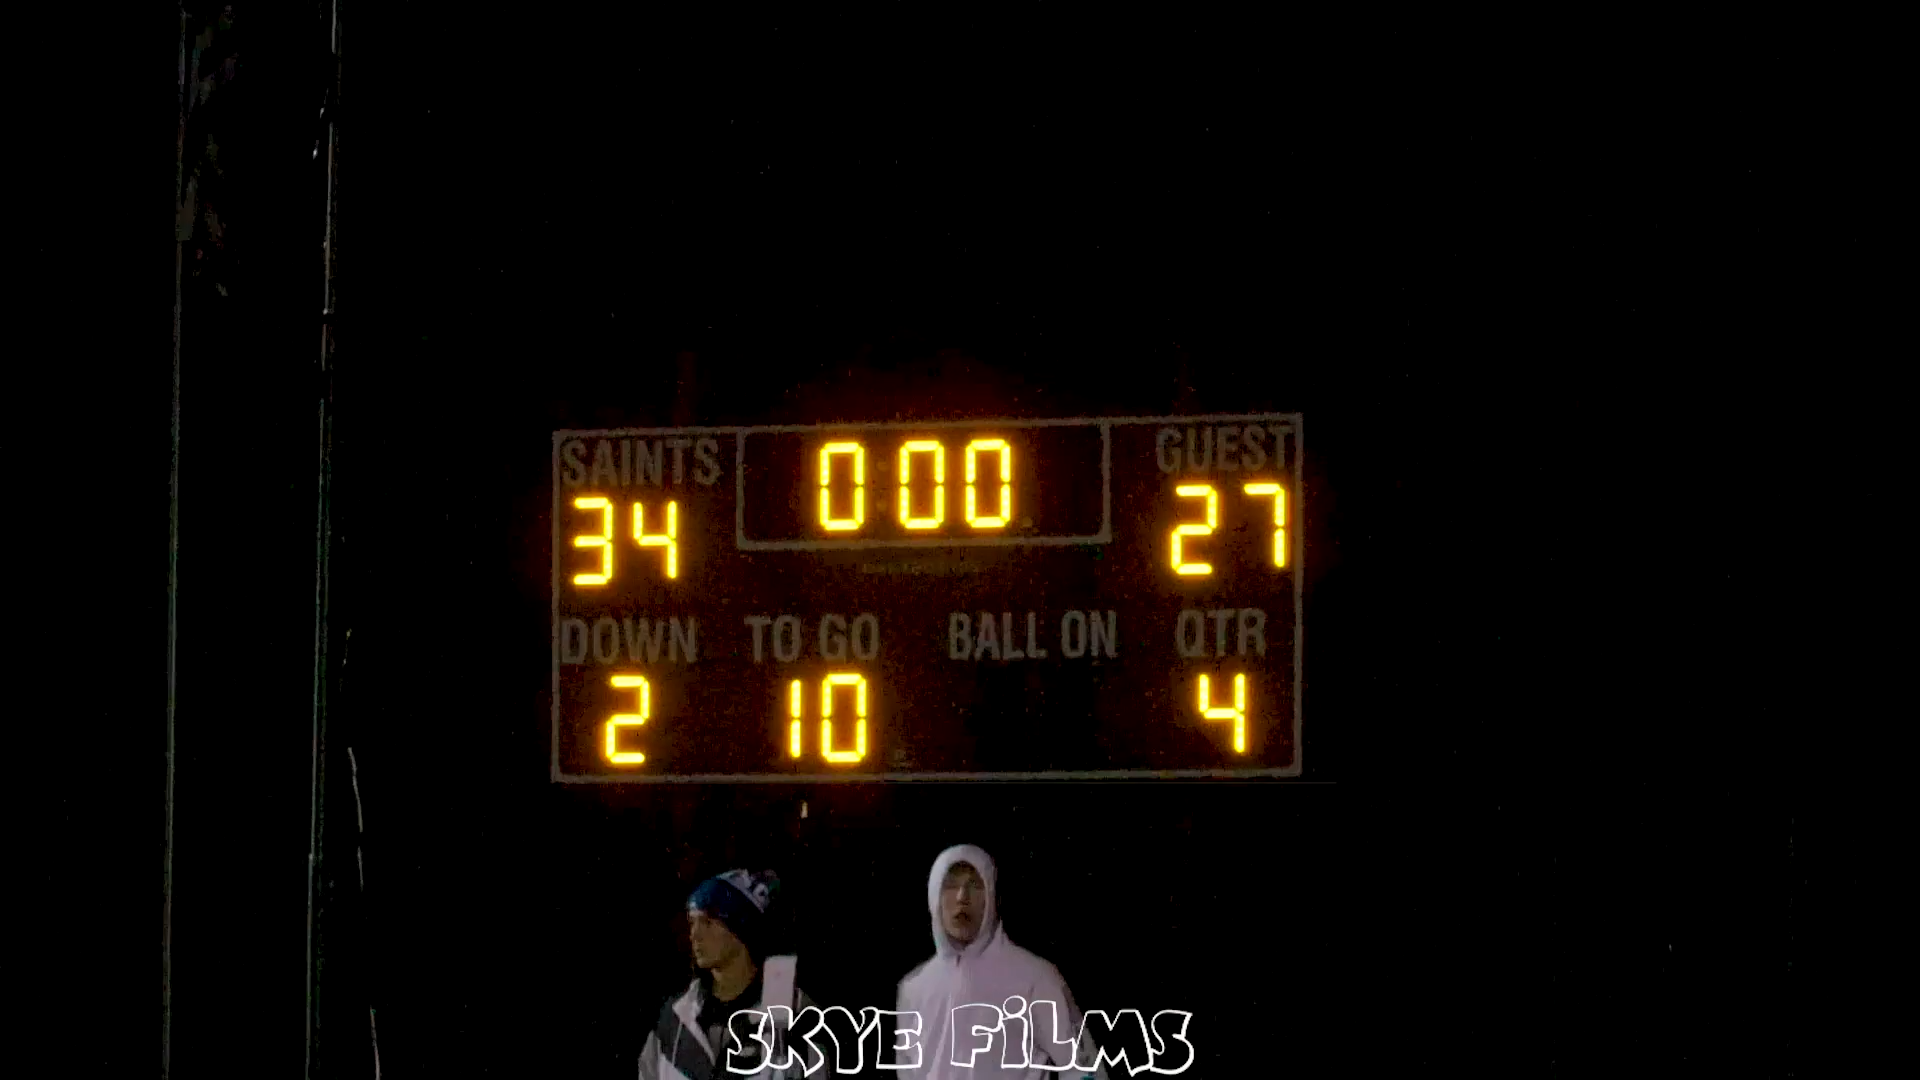 SAINTS 0:00 GUEST
34 27
DOWN TO GO BALL ON QTR
2 10 4
SKYE FiLMS